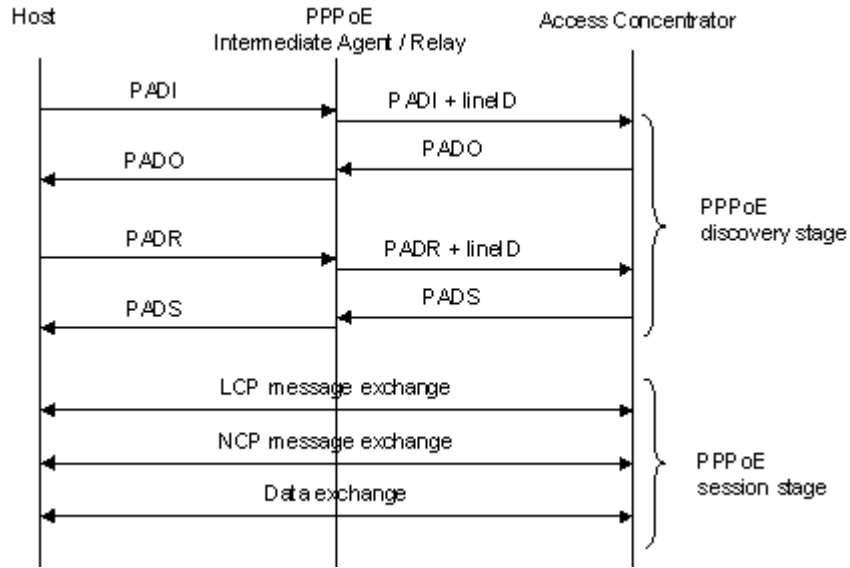 Host
PPPoE
Intermediate Agent / Relay
Access Concentrator
PADI
PADI + lineID
PADO
PADO
PPPoE
discovery stage
PADR
PADR + lineID
PADS
PADS
LCP message exchange
NCP message exchange
Data exchange
PPPoE
session stage